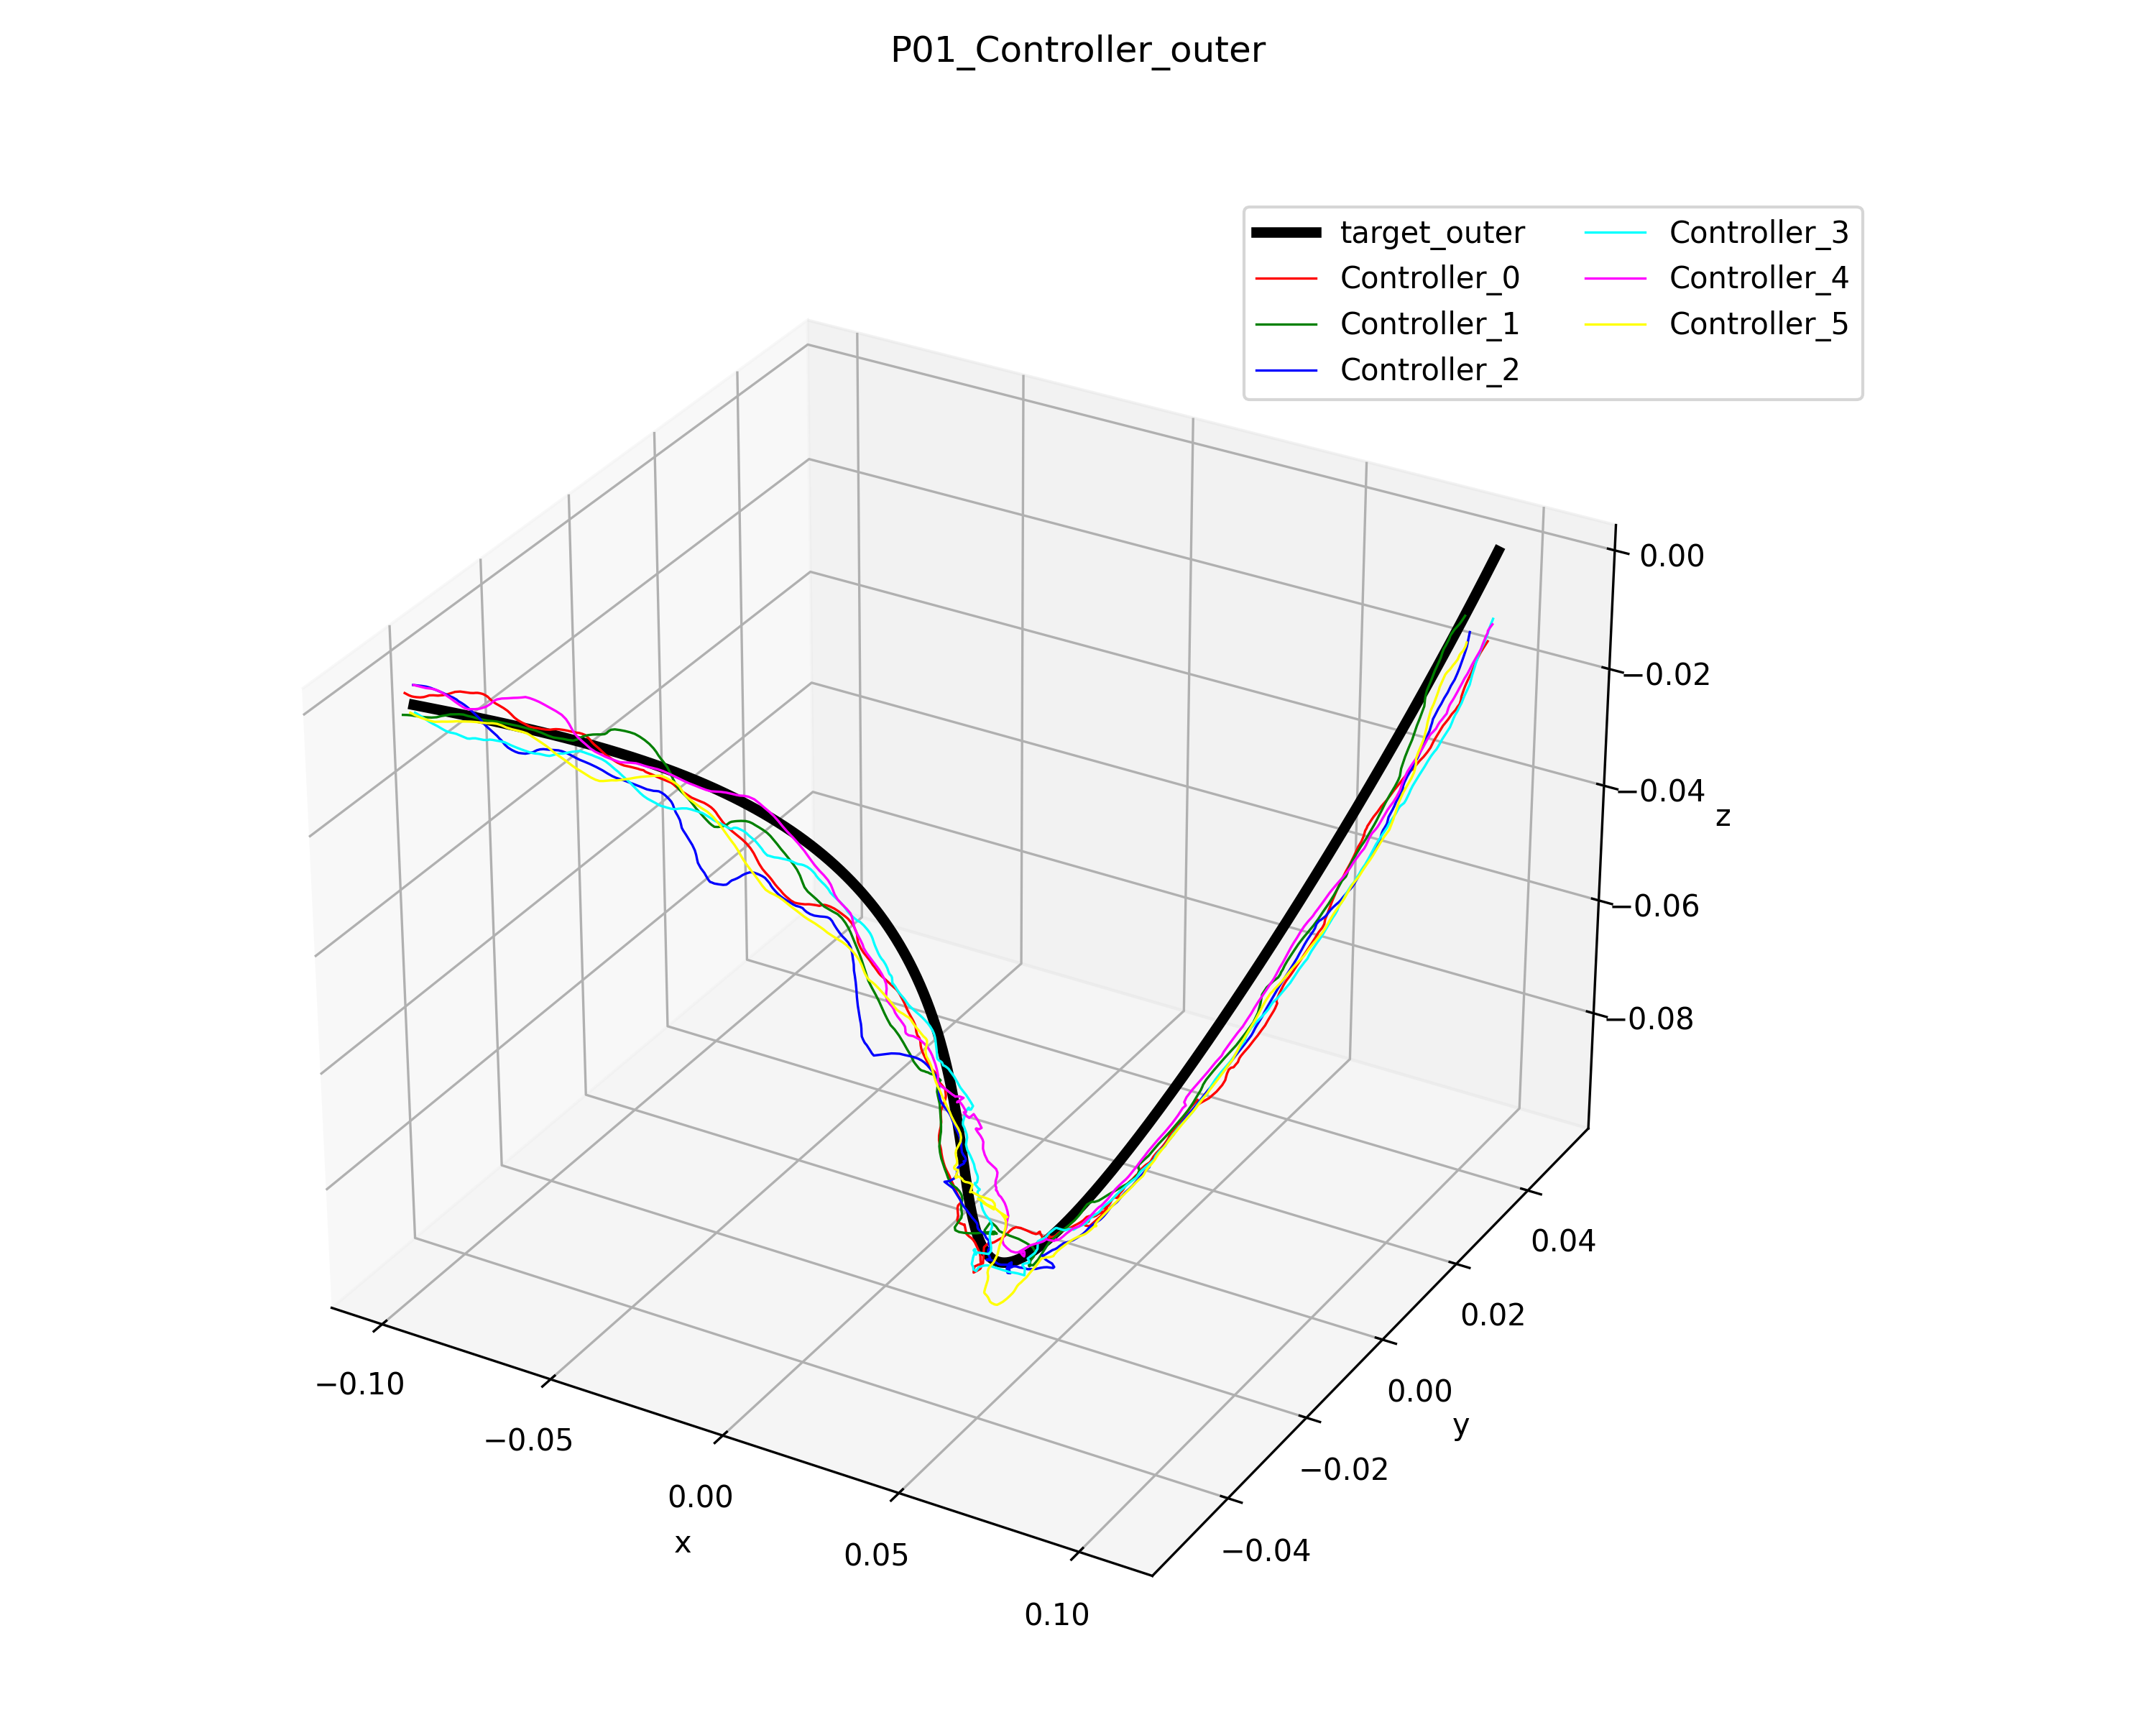 P01_Controller_outer
target_outer
Controller_0
Controller_1
Controller_2
Controller_3
Controller_4
Controller_5
0.00
−0.02
−0.04
z
−0.06
−0.08
0.04
0.02
0.00
y
−0.02
−0.04
−0.10
−0.05
0.00
x
0.05
0.10